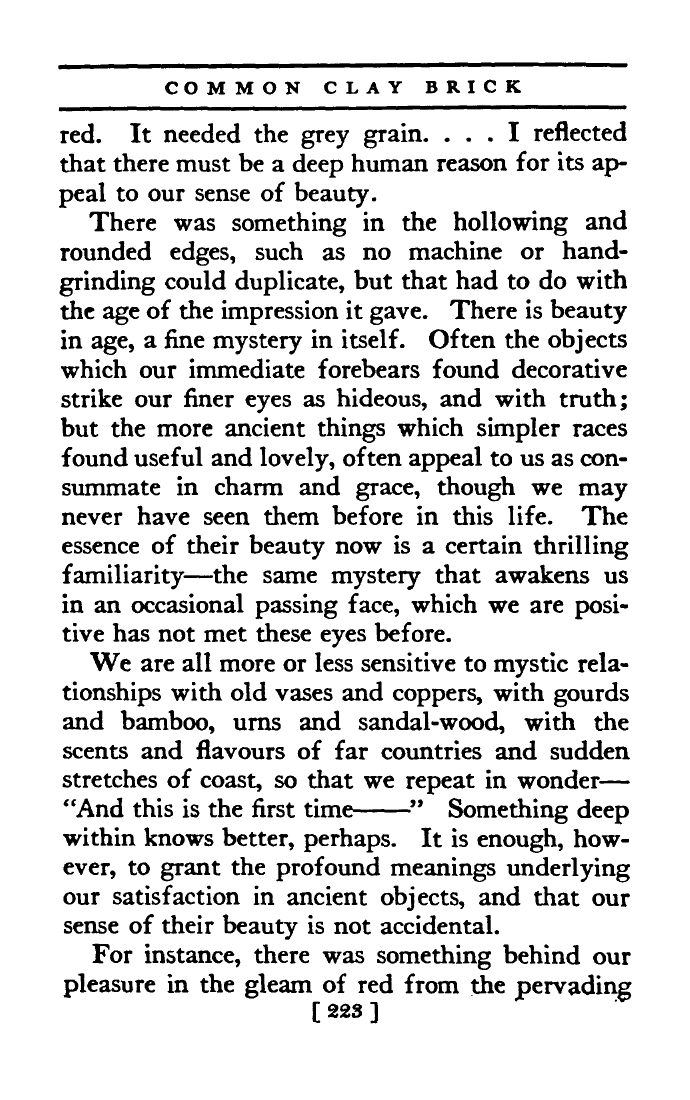 COMMON CLAY BRICK
red. It needed the grey grain. . . . I reflected
that there must be a deep human reason for its ap-
peal to our sense of beauty.
There was something in the hollowing and
rounded edges, such as no machine or hand-
grinding could duplicate, but that had to do with
the age of the impression it gave. There is beauty
in age, a fine mystery in itself. Often the objects
which our immediate forebears found decorative
strike our finer eyes as hideous, and with truth;
but the more ancient things which simpler races
found useful and lovely, often appeal to us as con-
summate in charm and grace, though we may
never have seen them before in this life. The
essence of their beauty now is a certain thrilling
familiarity—the same mystery that awakens us
in an occasional passing face, which we are posi-
tive has not met these eyes before.
We are all more or less sensitive to mystic rela-
tionships with old vases and coppers, with gourds
and bamboo, urns and sandal-wood, with the
scents and flavours of far countries and sudden
stretches of coast, so that we repeat in wonder—
“And this is the first time——” Something deep
within knows better, perhaps. It is enough, how-
ever, to grant the profound meanings underlying
our satisfaction in ancient objects, and that our
sense of their beauty is not accidental.
For instance, there was something behind our
pleasure in the gleam of red from the pervading
[ 223 ]